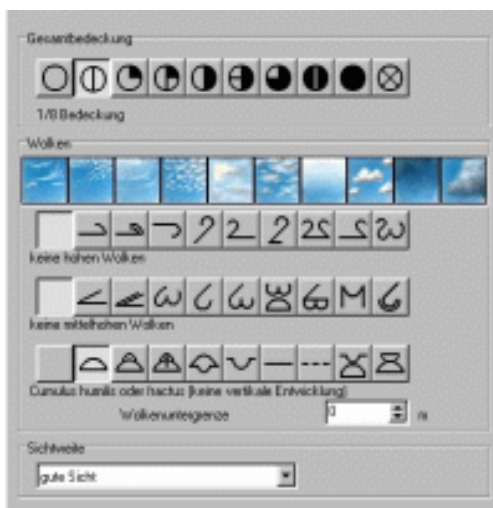 Gesamtbedeckung
1/8 Bedeckung
Wolken
keine hohen Wolken
keine mittelhohen Wolken
Cumulus humilis oder fractus (keine vertikale Entwicklung)
Wolkenuntergrenze 0 m
Sichtweite
gute Sicht